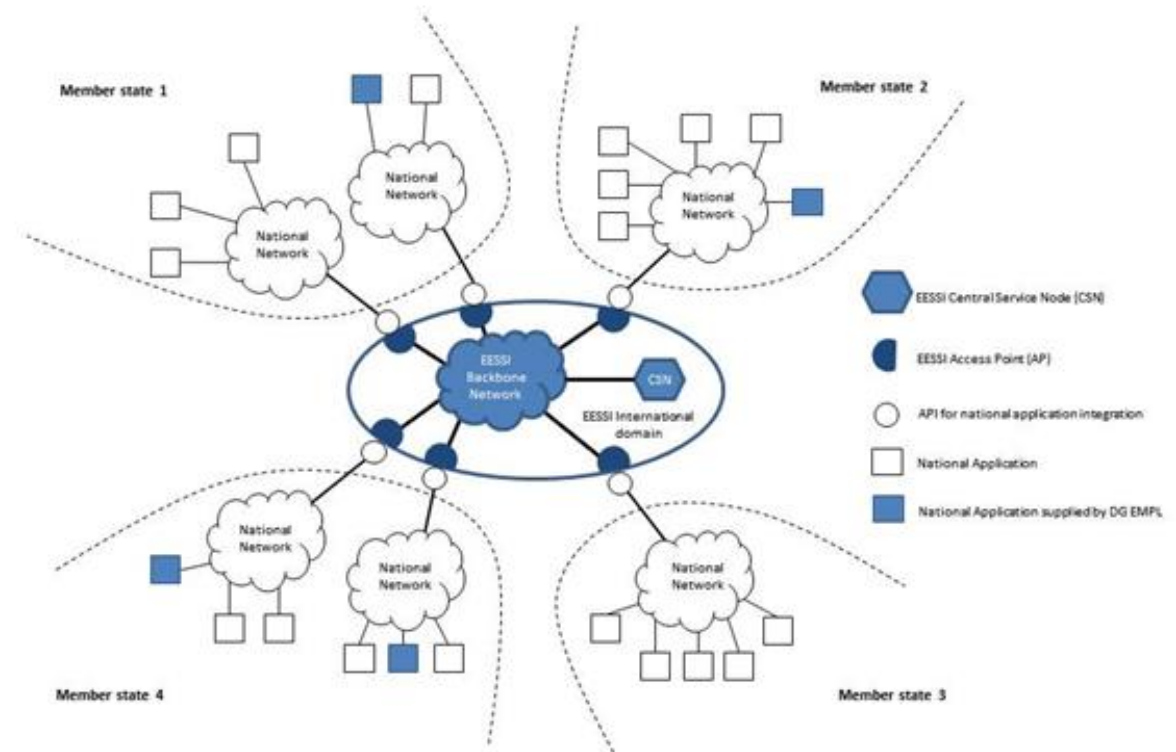 Member state 1
Member state 2
National
Network
National
Network
National
Network
EESSI
Backbone
Network
CSN
EESSI International
domain
EESSI Central Service Node (CSN)
EESSI Access Point (AP)
API for national application integration
National Application
National Application supplied by DG EMPL
National
Network
National
Network
National
Network
Member state 4
Member state 3